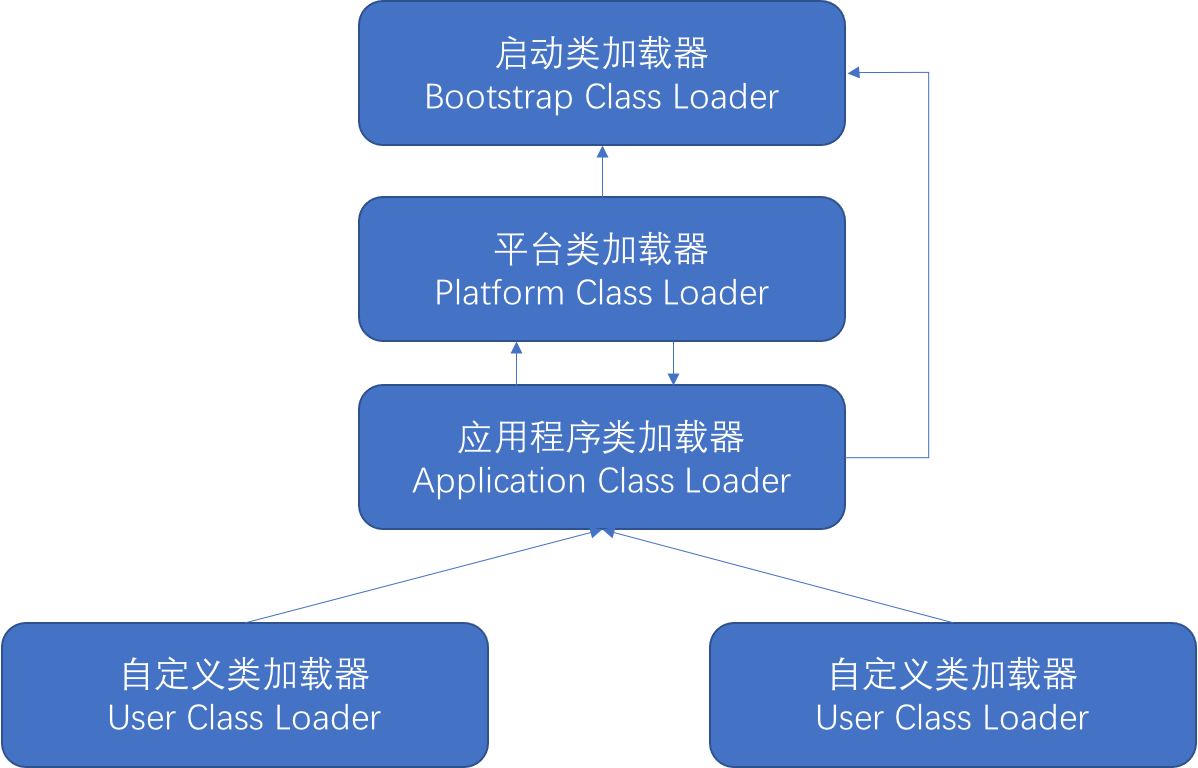 启动类加载器
Bootstrap Class Loader
平台类加载器
Platform Class Loader
应用程序类加载器
Application Class Loader
自定义类加载器
User Class Loader
自定义类加载器
User Class Loader